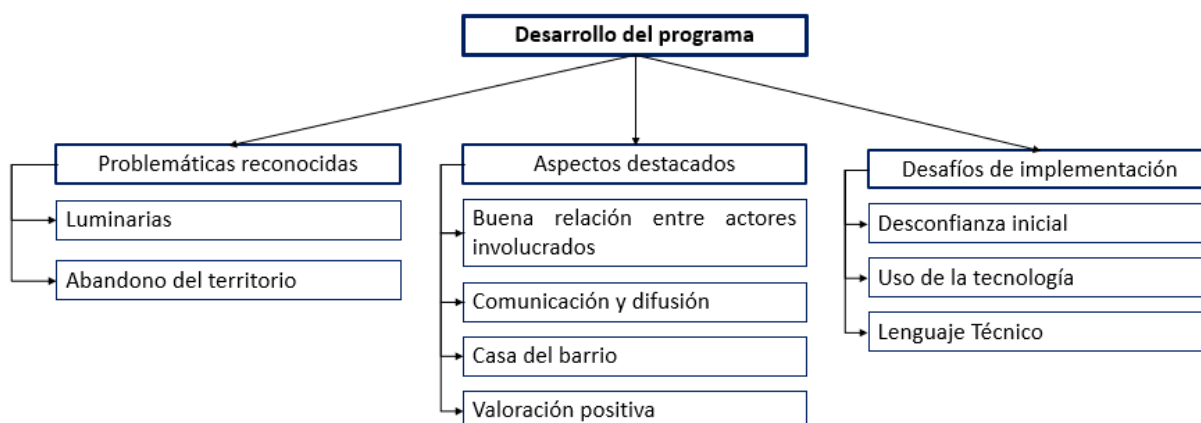 Desarrollo del programa
Problemáticas reconocidas
Luminarias
Abandono del territorio
Aspectos destacados
Buena relación entre actores
involucrados
Comunicación y difusión
Casa del barrio
Valoración positiva
Desafíos de implementación
Desconfianza inicial
Uso de la tecnología
Lenguaje Técnico